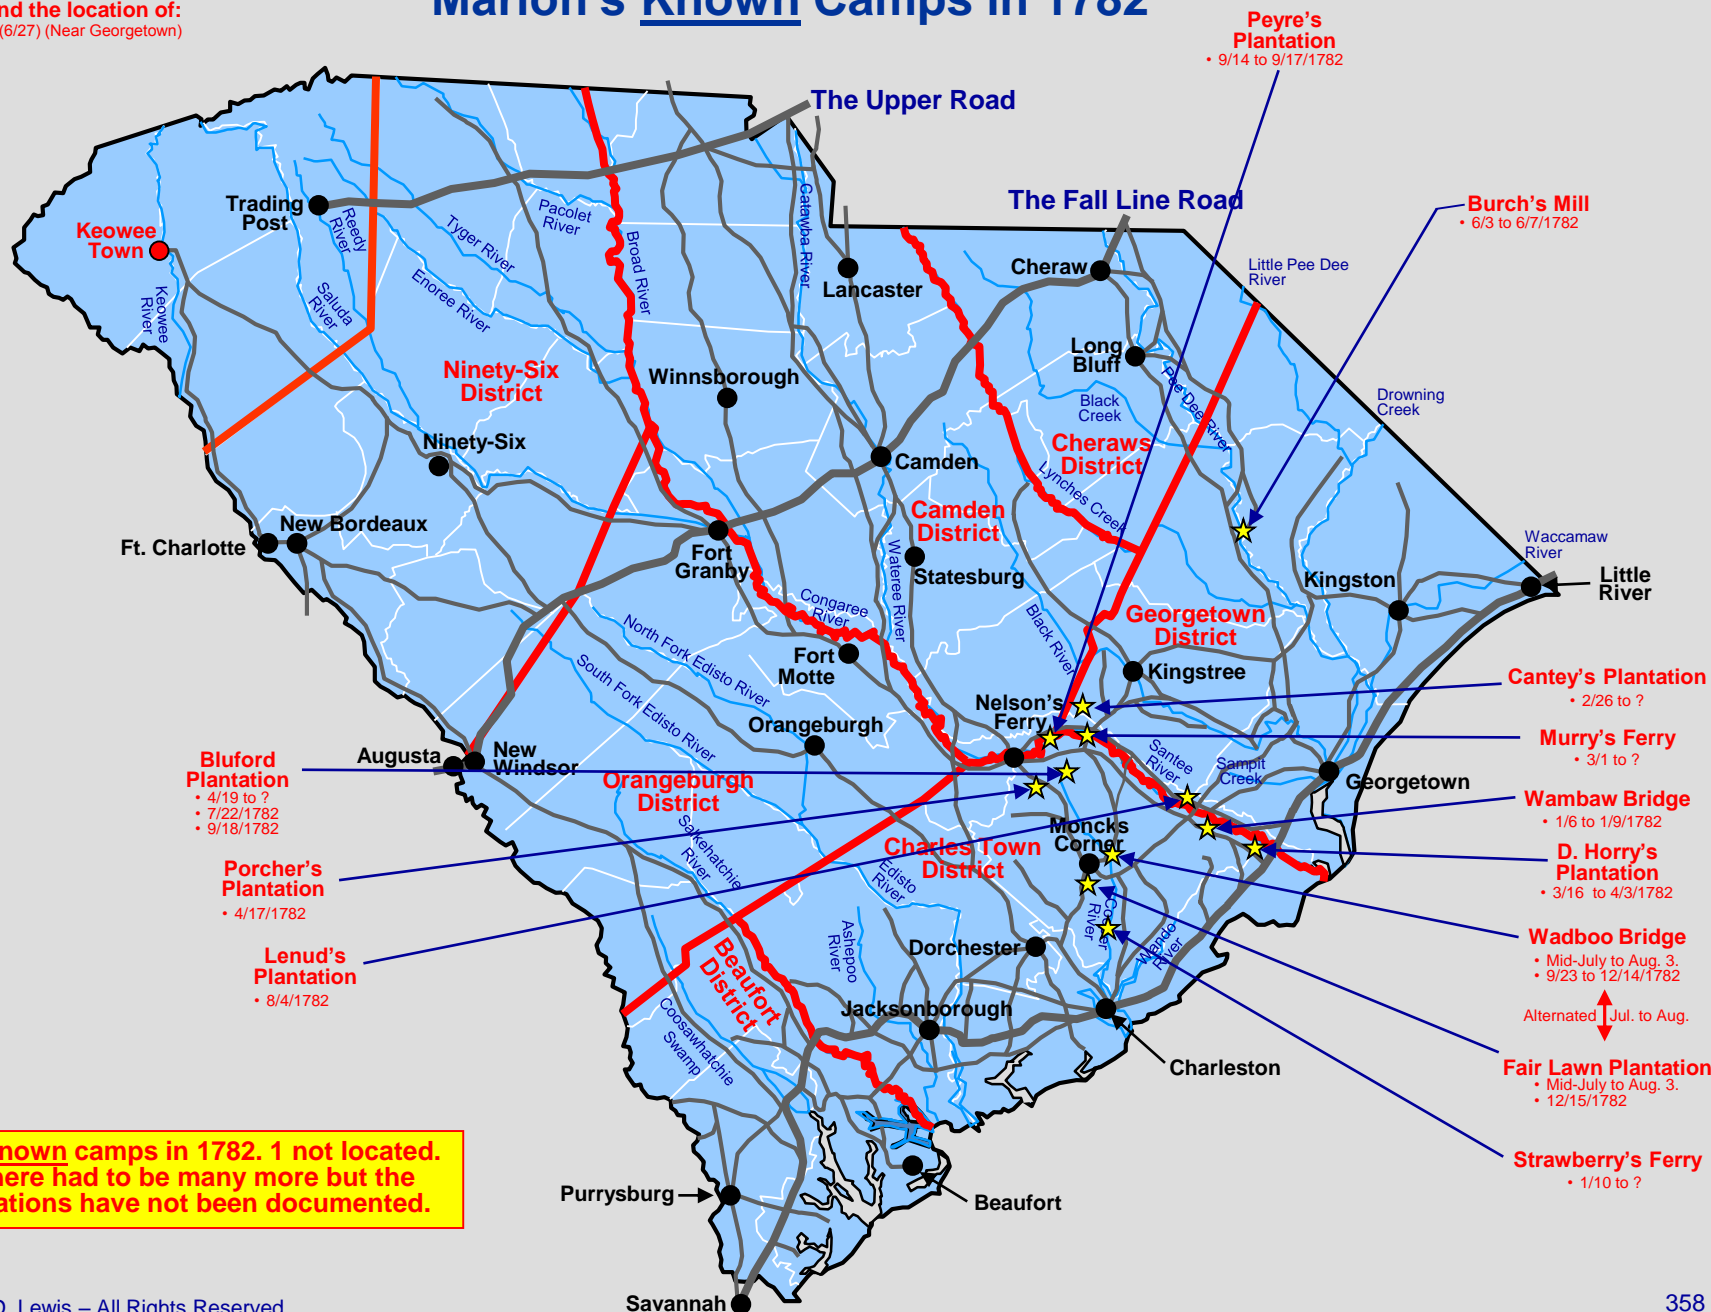 nd the location of:
(6/27) (Near Georgetown)
Marion's Known Camps in 1782
Peyre's
Plantation
• 9/14 to 9/17/1782
The Upper Road
The Fall Line Road
Burch's Mill
• 6/3 to 6/7/1782
Trading
Post
Keowee
Town
Keowee
River
Reedy
River
Saluda
River
Tyger River
Enoree River
Pacolet
River
Broad River
Catawba River
Lancaster
Cheraw
Little Pee Dee
River
Long
Bluff
Pee Dee River
Black
Creek
Drowning
Creek
Ninety-Six
District
Winnsborough
Ninety-Six
Camden
Cheraws
District
Lynches Creek
Camden
District
New Bordeaux
Ft. Charlotte
Fort
Granby
Wateree River
Statesburg
Congaree
River
Waccamaw
River
Kingston
Little
River
Black River
Georgetown
District
North Fork Edisto River
South Fork Edisto River
Fort
Motte
Kingstree
Cantey's Plantation
• 2/26 to ?
Nelson's
Ferry
Orangeburgh
Murry's Ferry
• 3/1 to ?
Augusta
New
Windsor
Bluford
Plantation
• 4/19 to ?
• 7/22/1782
• 9/18/1782
Orangeburgh
District
Santee
River
Sampit
Creek
Georgetown
Wambaw Bridge
• 1/6 to 1/9/1782
Moncks
Corner
Salkehatchie
River
Charles Town
District
Edisto
River
D. Horry's
Plantation
• 3/16 to 4/3/1782
Porcher's
Plantation
• 4/17/1782
Cooper
River
Wando
River
Wadboo Bridge
• Mid-July to Aug. 3.
• 9/23 to 12/14/1782
Lenud's
Plantation
• 8/4/1782
Ashepoo
River
Dorchester
Beaufort
District
Jacksonborough
Alternated Jul. to Aug.
Coosawhatchie
Swamp
Charleston
Fair Lawn Plantation
• Mid-July to Aug. 3.
• 12/15/1782
nown camps in 1782. 1 not located.
here had to be many more but the
ations have not been documented.
Strawberry's Ferry
• 1/10 to ?
Purrysburg
Beaufort
Savannah
D. Lewis – All Rights Reserved
358